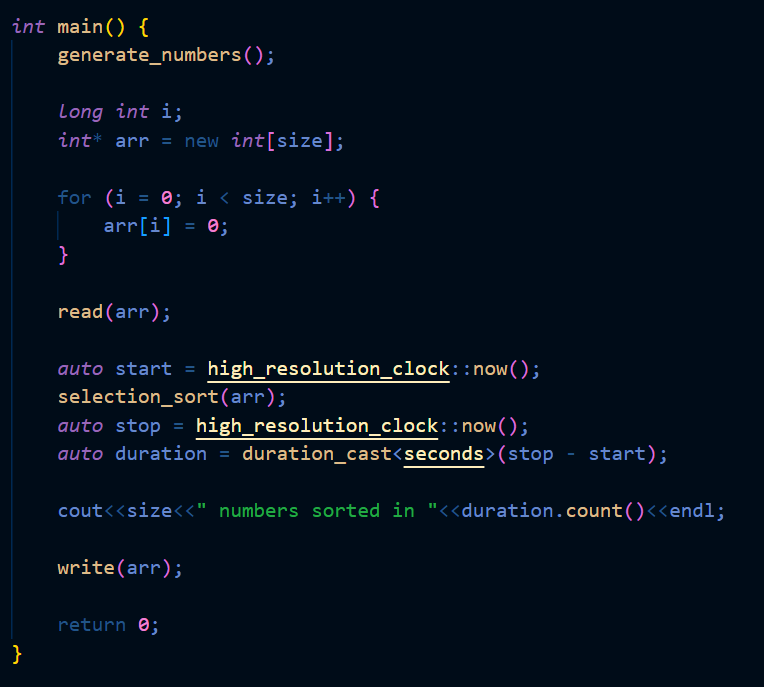 int main() {
generate_numbers();
long int i;
int* arr = new int[size];
for (i = 0; i < size; i++) {
arr[i] = 0;
}
read(arr);
auto start = high_resolution_clock::now();
selection_sort(arr);
auto stop = high_resolution_clock::now();
auto duration = duration_cast<seconds>(stop - start);
cout<<size<<" numbers sorted in "<<duration.count()<<endl;
write(arr);
return 0;
}